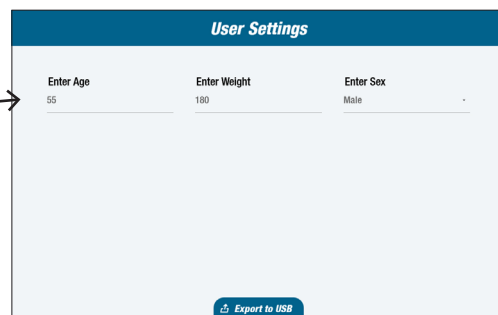 User Settings
Enter Age Enter Weight Enter Sex
55 180 Male
Export to USB